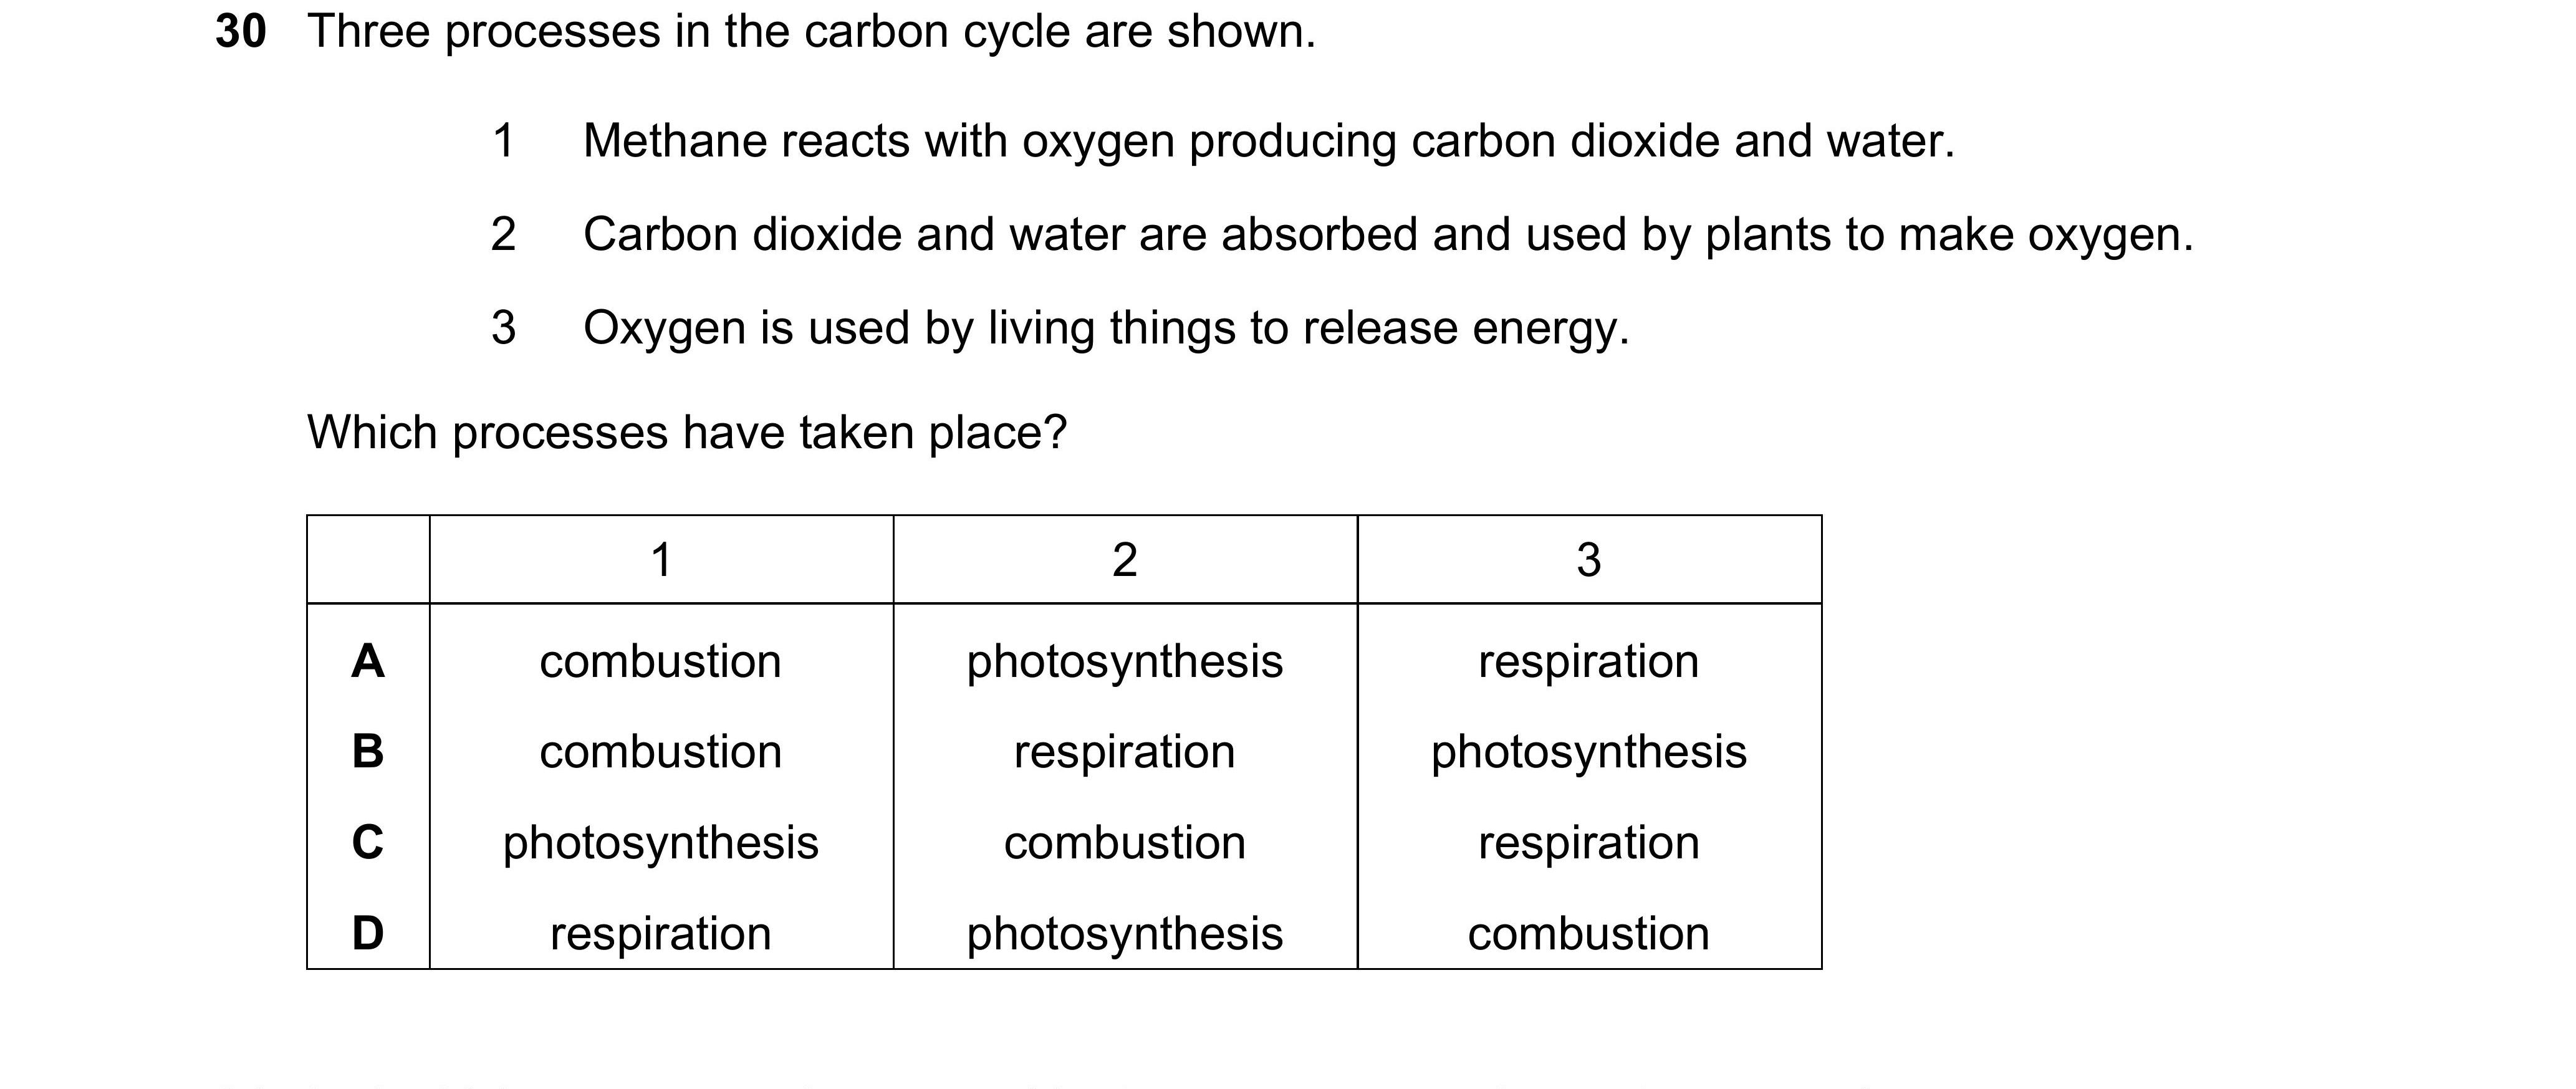 30 Three processes in the carbon cycle are shown.
1 Methane reacts with oxygen producing carbon dioxide and water.
2 Carbon dioxide and water are absorbed and used by plants to make oxygen.
3 Oxygen is used by living things to release energy.
Which processes have taken place?
1 2 3
A combustion photosynthesis respiration
B combustion respiration photosynthesis
C photosynthesis combustion respiration
D respiration photosynthesis combustion